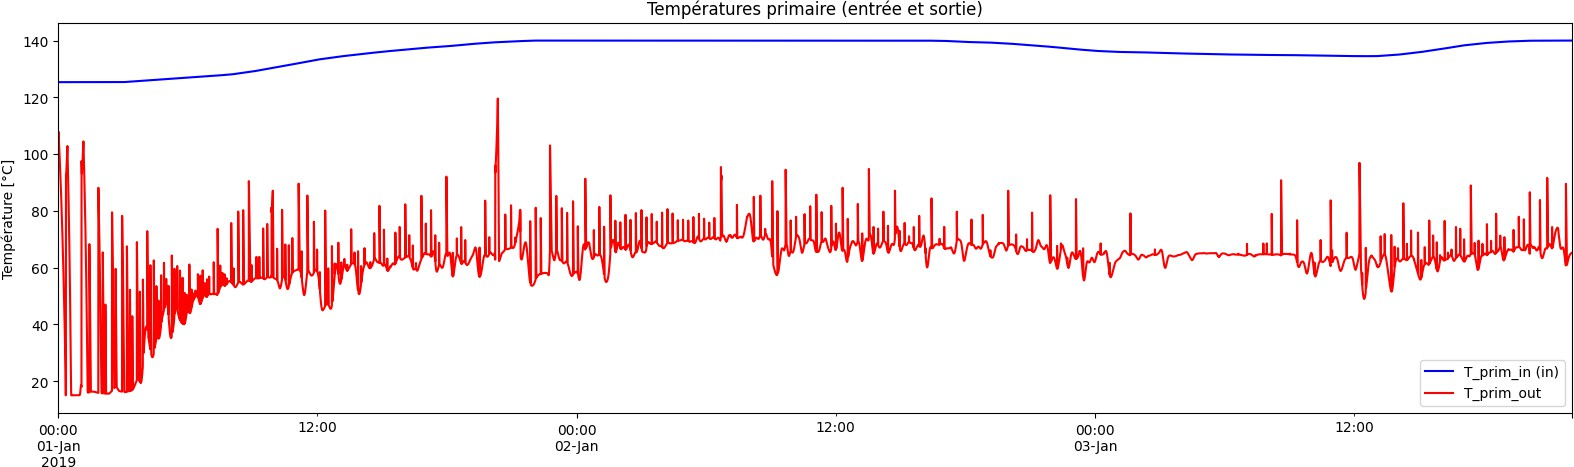 Températures primaire (entrée et sortie)
Température [°C]
140
120
100
80
60
40
20
T_prim_in (in)
T_prim_out
00:00 12:00 00:00 12:00 00:00 12:00
01-Jan 02-Jan 03-Jan
2019